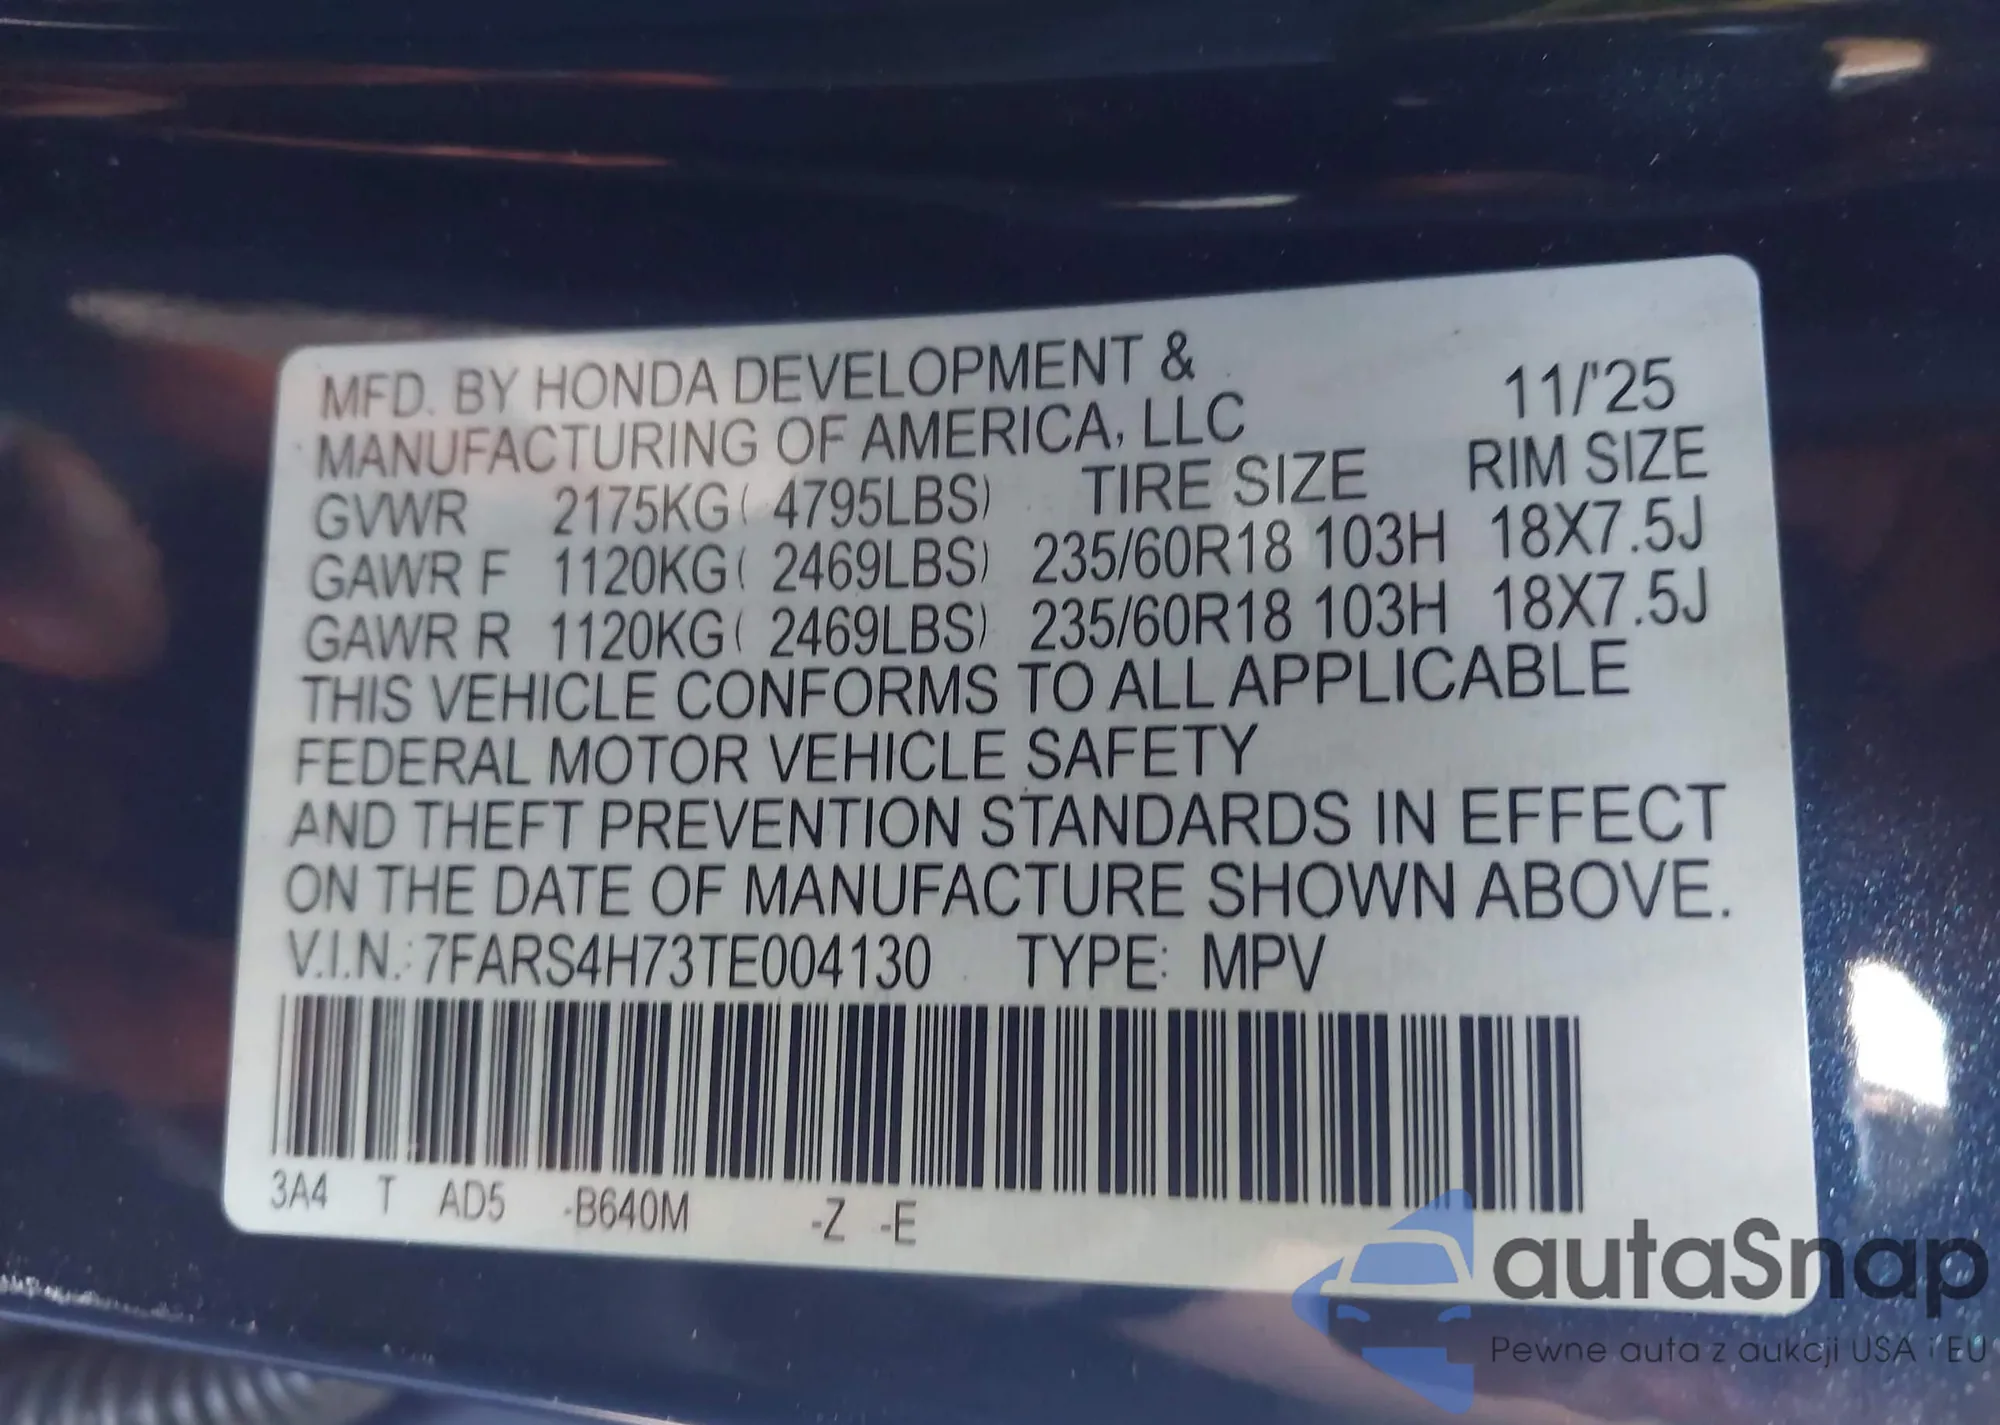 MFD. BY HONDA DEVELOPMENT &
MANUFACTURING OF AMERICA, LLC 11/'25
GVWR 2175KG( 4795LBS) TIRE SIZE RIM SIZE
GAWR F 1120KG( 2469LBS) 235/60R18 103H 18X7.5J
GAWR R 1120KG( 2469LBS) 235/60R18 103H 18X7.5J
THIS VEHICLE CONFORMS TO ALL APPLICABLE
FEDERAL MOTOR VEHICLE SAFETY
AND THEFT PREVENTION STANDARDS IN EFFECT
ON THE DATE OF MANUFACTURE SHOWN ABOVE.
V.I.N.: 7FARS4H73TE004130 TYPE: MPV
3A4 T AD5 -B640M -Z -E
autaSnap
Pewne auta z aukcji USA i EU